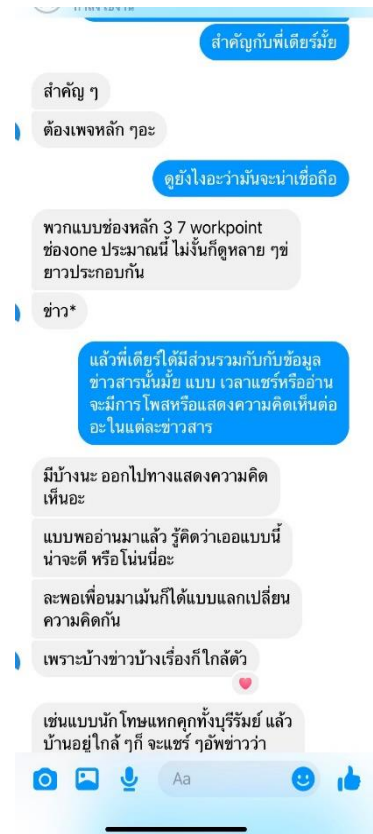 สำคัญกับพี่เดียร์มั้ย
สำคัญ ๆ
ต้องเพจหลัก ๆอะ
ดูยังไงอะว่ามันจะน่าเชื่อถือ
พวกแบบช่องหลัก 3 7 workpoint
ช่องone ประมาณนี้ ไม่งั้นก็ดูหลาย ๆข่
ยาวประกอบกัน
ข่าว*
แล้วพี่เดียร์ได้มีส่วนรวมกับกับข้อมูล
ข่าวสารนั้นมั้ย แบบ เวลาแชร์หรืออ่าน
จะมีการโพสหรือแสดงความคิดเห็นต่อ
อะในแต่ละข่าวสาร
มีบ้างนะ ออกไปทางแสดงความคิด
เห็นอะ
แบบพออ่านมาแล้ว รู้คิดว่าเออแบบนี้
น่าจะดี หรือโน่นนี่อะ
ละพอเพื่อนมาเม้นก็ได้แบบแลกเปลี่ยน
ความคิดกัน
เพราะบ้างข่าวบ้างเรื่องก็ใกล้ตัว
เช่นแบบนักโทษแหกคุกทั้งบุรีรัมย์ แล้ว
บ้านอยู่ใกล้ ๆก็ จะแชร์ ๆอัพข่าวว่า
Aa